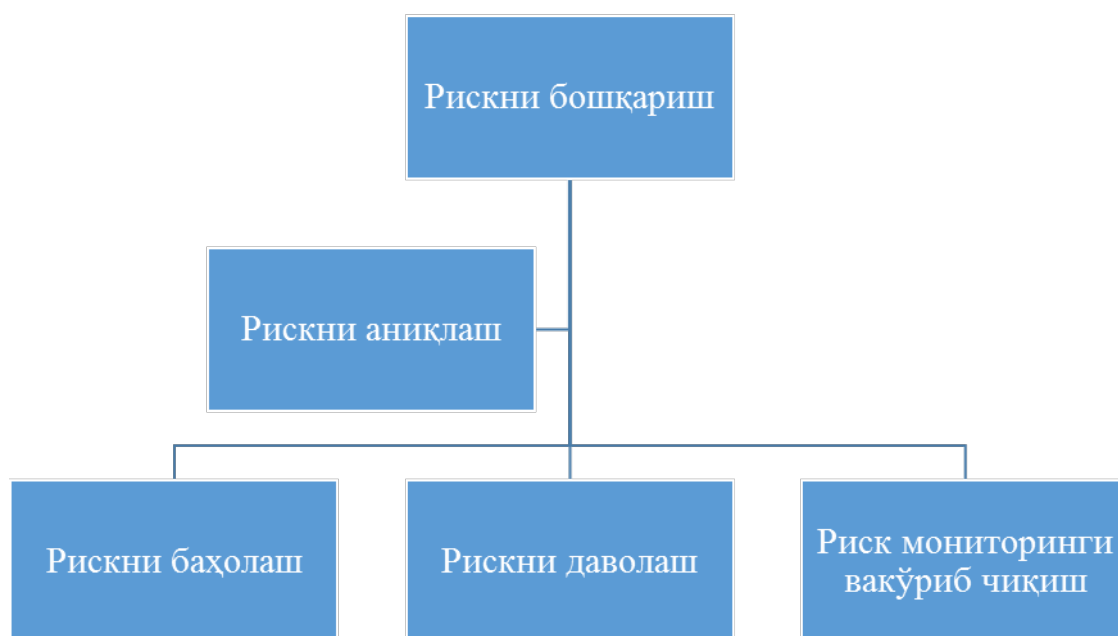 Рискни бошқариш
Рискни аниқлаш
Рискни баҳолаш
Рискни даволаш
Риск мониторинги
вакўриб чиқиш